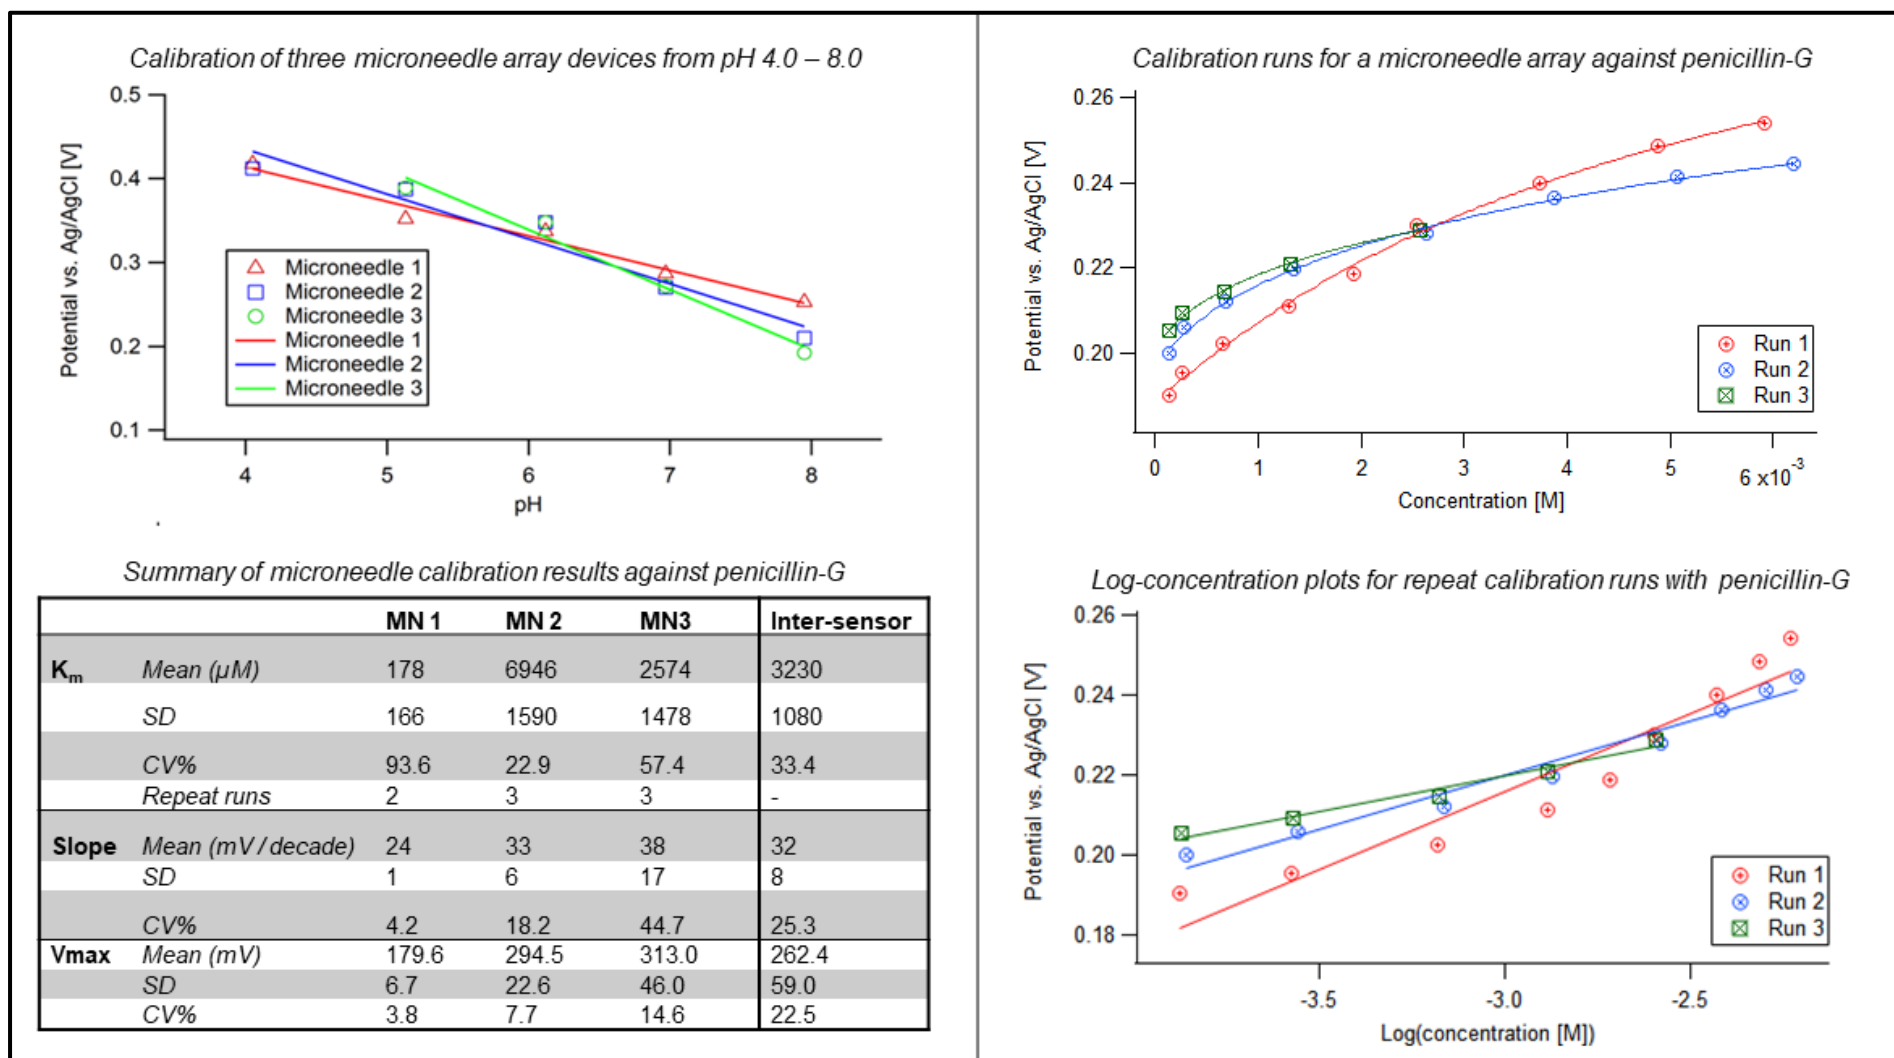 Calibration of three microneedle array devices from pH 4.0 – 8.0
0.5
0.4
0.3
0.2
0.1
Potential vs. Ag/AgCl [V]
Microneedle 1
Microneedle 2
Microneedle 3
Microneedle 1
Microneedle 2
Microneedle 3
4 5 6 7 8
pH
Summary of microneedle calibration results against penicillin-G
MN 1 MN 2 MN3 Inter-sensor
Km Mean (µM) 178 6946 2574 3230
SD 166 1590 1478 1080
CV% 93.6 22.9 57.4 33.4
Repeat runs 2 3 3 -
Slope Mean (mV / decade) 24 33 38 32
SD 1 6 17 8
CV% 4.2 18.2 44.7 25.3
Vmax Mean (mV) 179.6 294.5 313.0 262.4
SD 6.7 22.6 46.0 59.0
CV% 3.8 7.7 14.6 22.5
Calibration runs for a microneedle array against penicillin-G
0.26
0.24
0.22
0.20
Potential vs. Ag/AgCl [V]
Run 1
Run 2
Run 3
0 1 2 3 4 5 6 x10⁻³
Concentration [M]
Log-concentration plots for repeat calibration runs with penicillin-G
0.26
0.24
0.22
0.20
0.18
Potential vs. Ag/AgCl [V]
Run 1
Run 2
Run 3
-3.5 -3.0 -2.5
Log(concentration [M])